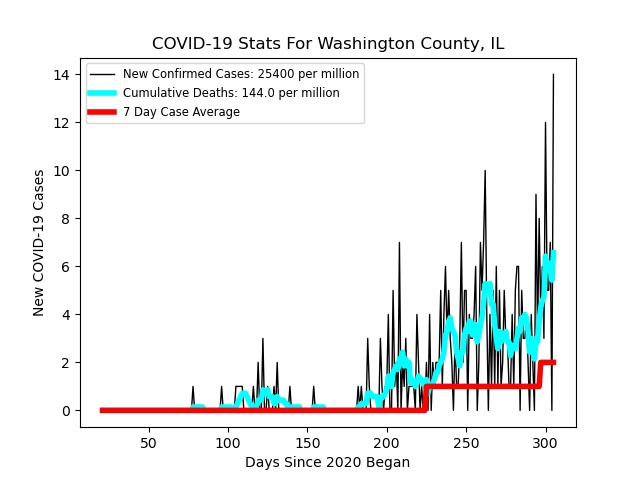 COVID-19 Stats For Washington County, IL
New Confirmed Cases: 25400 per million
Cumulative Deaths: 144.0 per million
7 Day Case Average
14
12
10
8
6
4
2
0
New COVID-19 Cases
50 100 150 200 250 300
Days Since 2020 Began